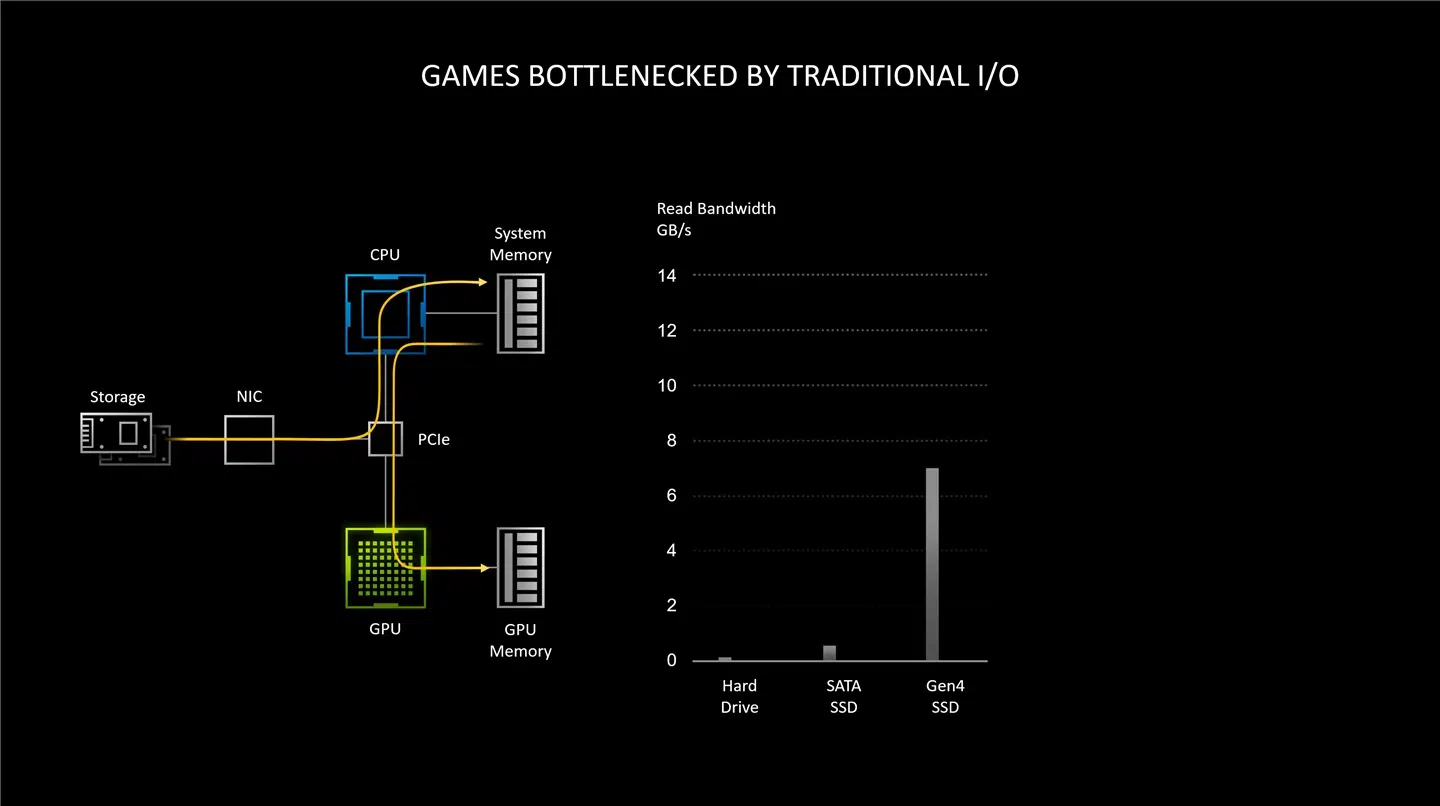 GAMES BOTTLENECKED BY TRADITIONAL I/O
CPU
System
Memory
Storage
NIC
PCIe
GPU
GPU
Memory
Read Bandwidth
GB/s
14
12
10
8
6
4
2
0
Hard
Drive
SATA
SSD
Gen4
SSD